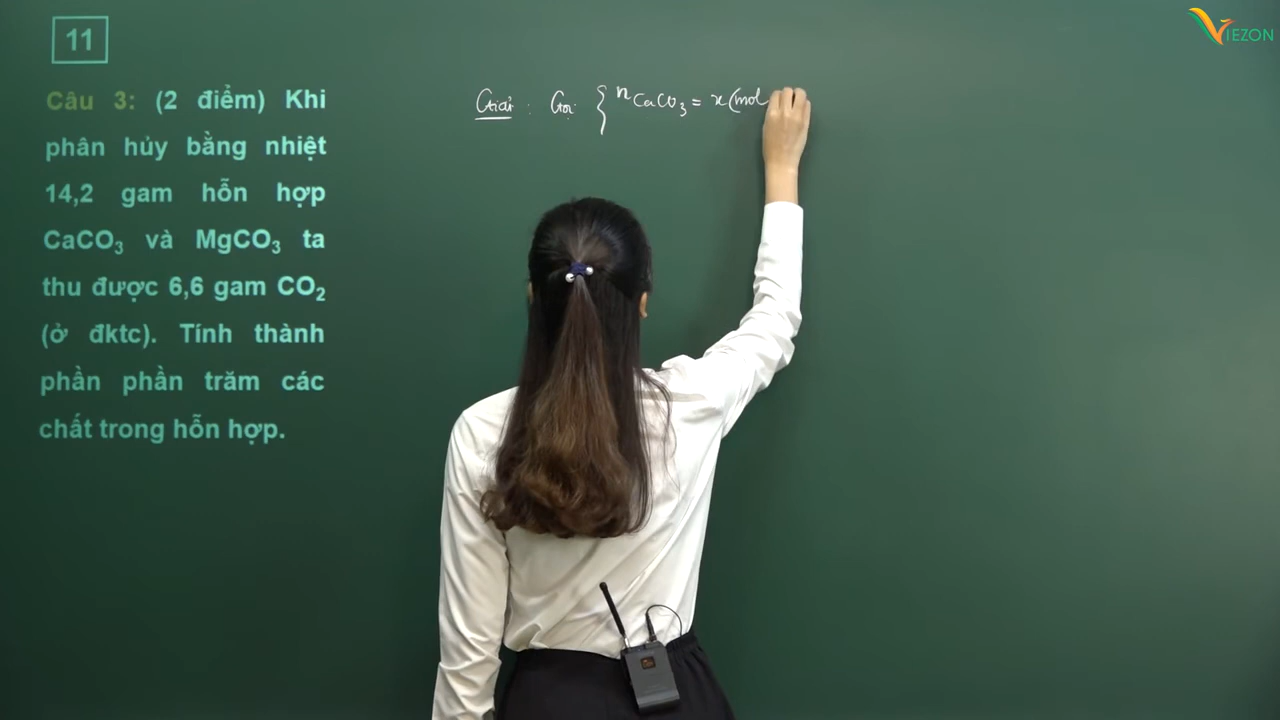 11
Câu 3: (2 điểm) Khi
phân hủy bằng nhiệt
14,2 gam hỗn hợp
CaCO₃ và MgCO₃ ta
thu được 6,6 gam CO₂
(ở đktc). Tính thành
phần phần trăm các
chất trong hỗn hợp.
Giải : Gọi { nCaCO₃ = x (mol
VIEZON